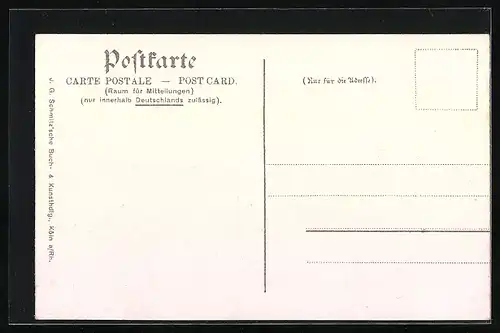 Postkarte
CARTE POSTALE — POST CARD.
(Raum für Mitteilungen)
(nur innerhalb Deutschlands zulässig).
(Nur für die Adresse).
J. G. Schmitz'sche Buch- & Kunsthdlg., Köln a/Rh.